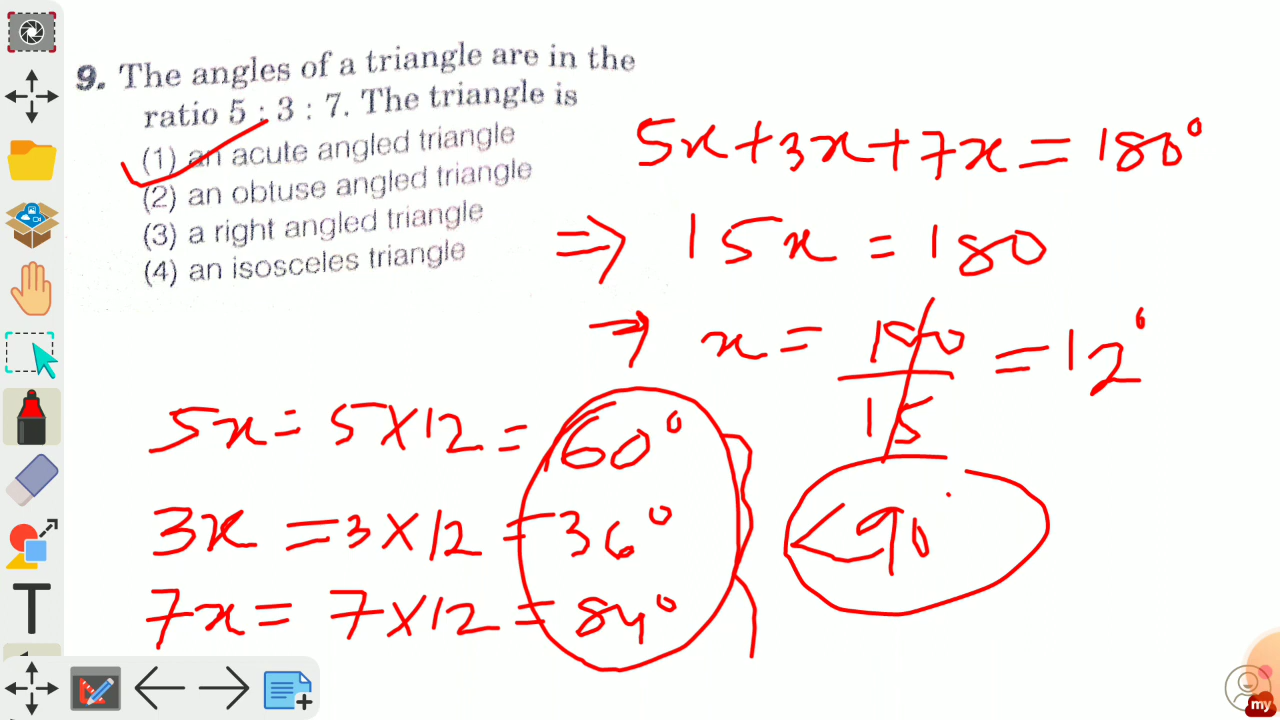 9. The angles of a triangle are in the
ratio 5 : 3 : 7. The triangle is
(1) an acute angled triangle
(2) an obtuse angled triangle
(3) a right angled triangle
(4) an isosceles triangle
5x+3x+7x=180°
⇒ 15x=180
→ x= 180/15 =12°
5x= 5×12= 60°
3x =3×12=36°
7x= 7×12=84°
<90°
T
my